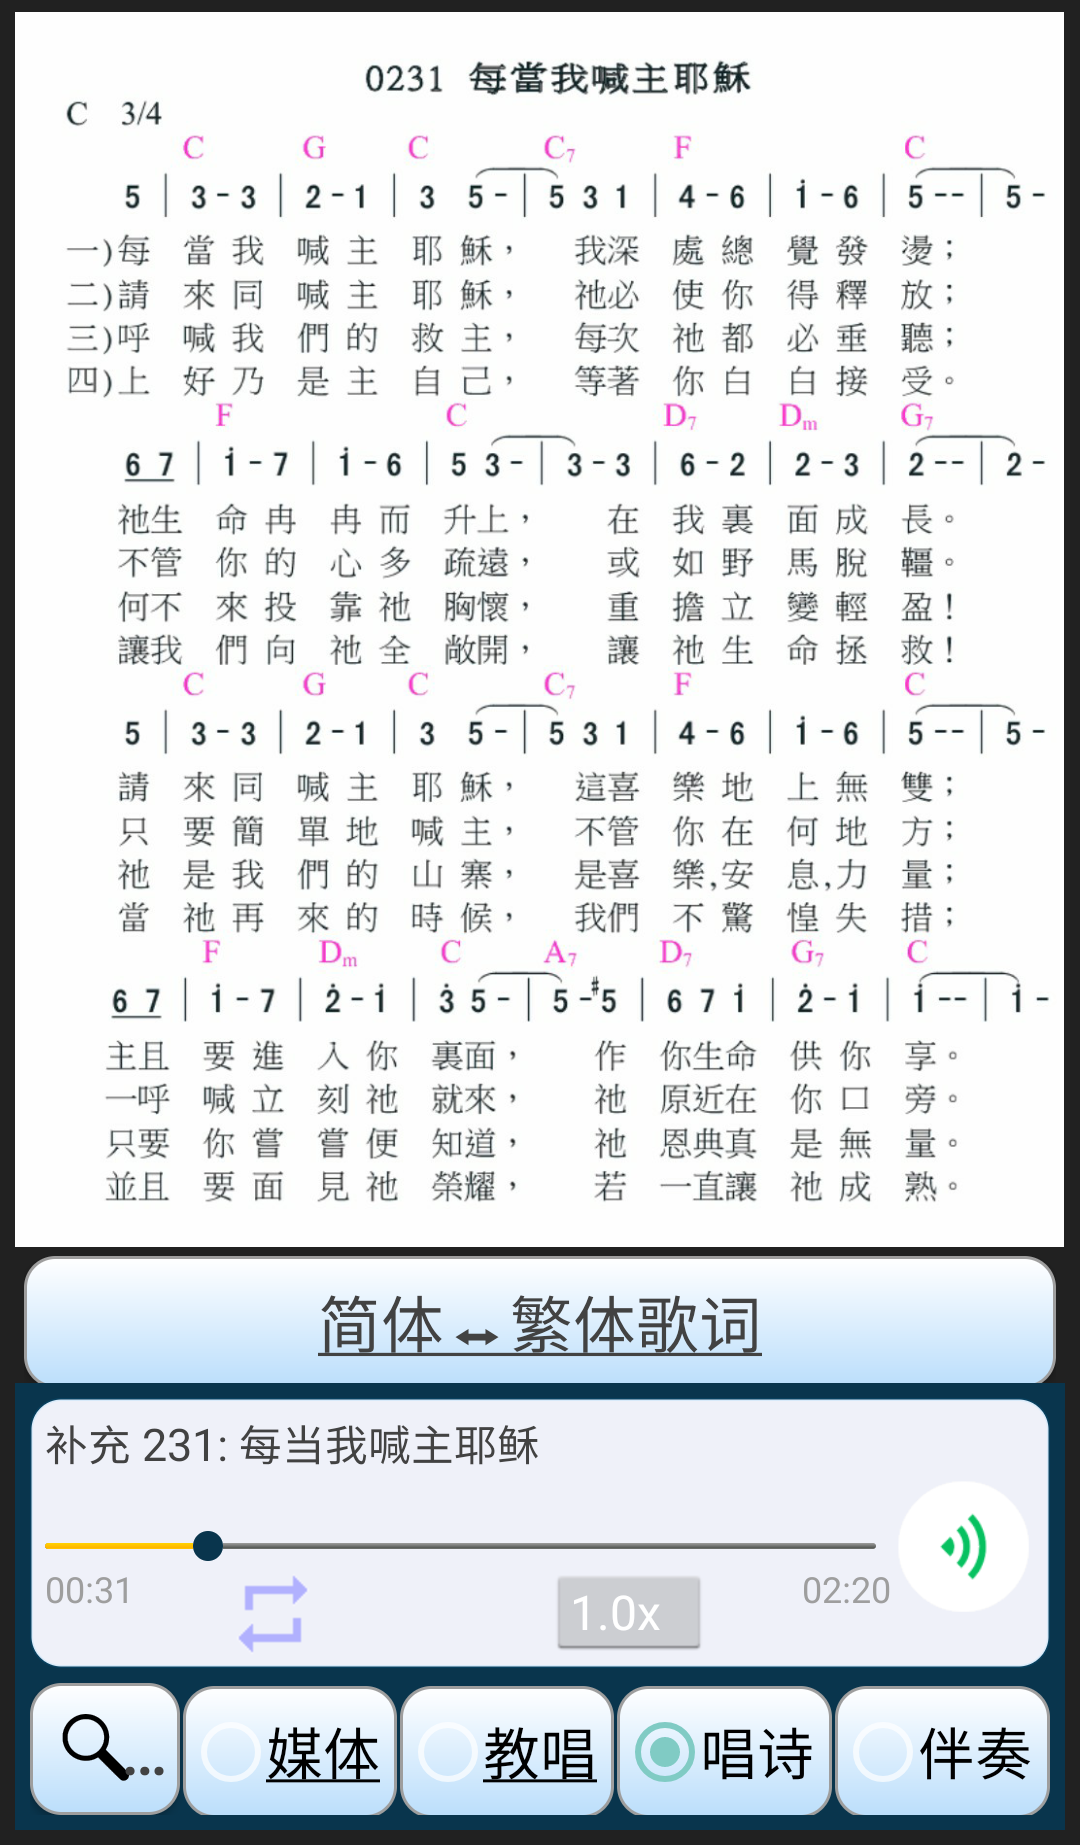 0231 每當我喊主耶穌
C 3/4
C G C C7 F C
5 | 3 - 3 | 2 - 1 | 3 5 - | 5 3 1 | 4 - 6 | i - 6 | 5 - - | 5 -
一)每 當 我 喊 主 耶 穌， 我深 處 總 覺 發 燙；
二)請 來 同 喊 主 耶 穌， 祂必 使 你 得 釋 放；
三)呼 喊 我 們 的 救 主， 每次 祂 都 必 垂 聽；
四)上 好 乃 是 主 自 己， 等著 你 白 白 接 受。
F C D7 Dm G7
6 7 | i - 7 | i - 6 | 5 3 - | 3 - 3 | 6 - 2 | 2 - 3 | 2 - - | 2 -
祂生 命 冉 冉 而 升上， 在 我 裏 面 成 長。
不管 你 的 心 多 疏遠， 或 如 野 馬 脫 韁。
何不 來 投 靠 祂 胸懷， 重 擔 立 變 輕 盈！
讓我 們 向 祂 全 敞開， 讓 祂 生 命 拯 救！
C G C C7 F C
5 | 3 - 3 | 2 - 1 | 3 5 - | 5 3 1 | 4 - 6 | i - 6 | 5 - - | 5 -
請 來 同 喊 主 耶 穌， 這喜 樂 地 上 無 雙；
只 要 簡 單 地 喊 主， 不管 你 在 何 地 方；
祂 是 我 們 的 山 寨， 是喜 樂,安 息,力 量；
當 祂 再 來 的 時 候， 我們 不 驚 惶 失 措；
F Dm C A7 D7 G7 C
6 7 | i - 7 | 2̇ - i | 3̇ 5 - | 5 - #5 | 6 7 i | 2̇ - i | i - - | i -
主且 要 進 入 你 裏面， 作 你生命 供 你 享。
一呼 喊 立 刻 祂 就來， 祂 原近在 你 口 旁。
只要 你 嘗 嘗 便 知道， 祂 恩典真 是 無 量。
並且 要 面 見 祂 榮耀， 若 一直讓 祂 成 熟。
简体↔繁体歌词
补充 231: 每当我喊主耶稣
00:31 1.0x 02:20
... 媒体 教唱 唱诗 伴奏